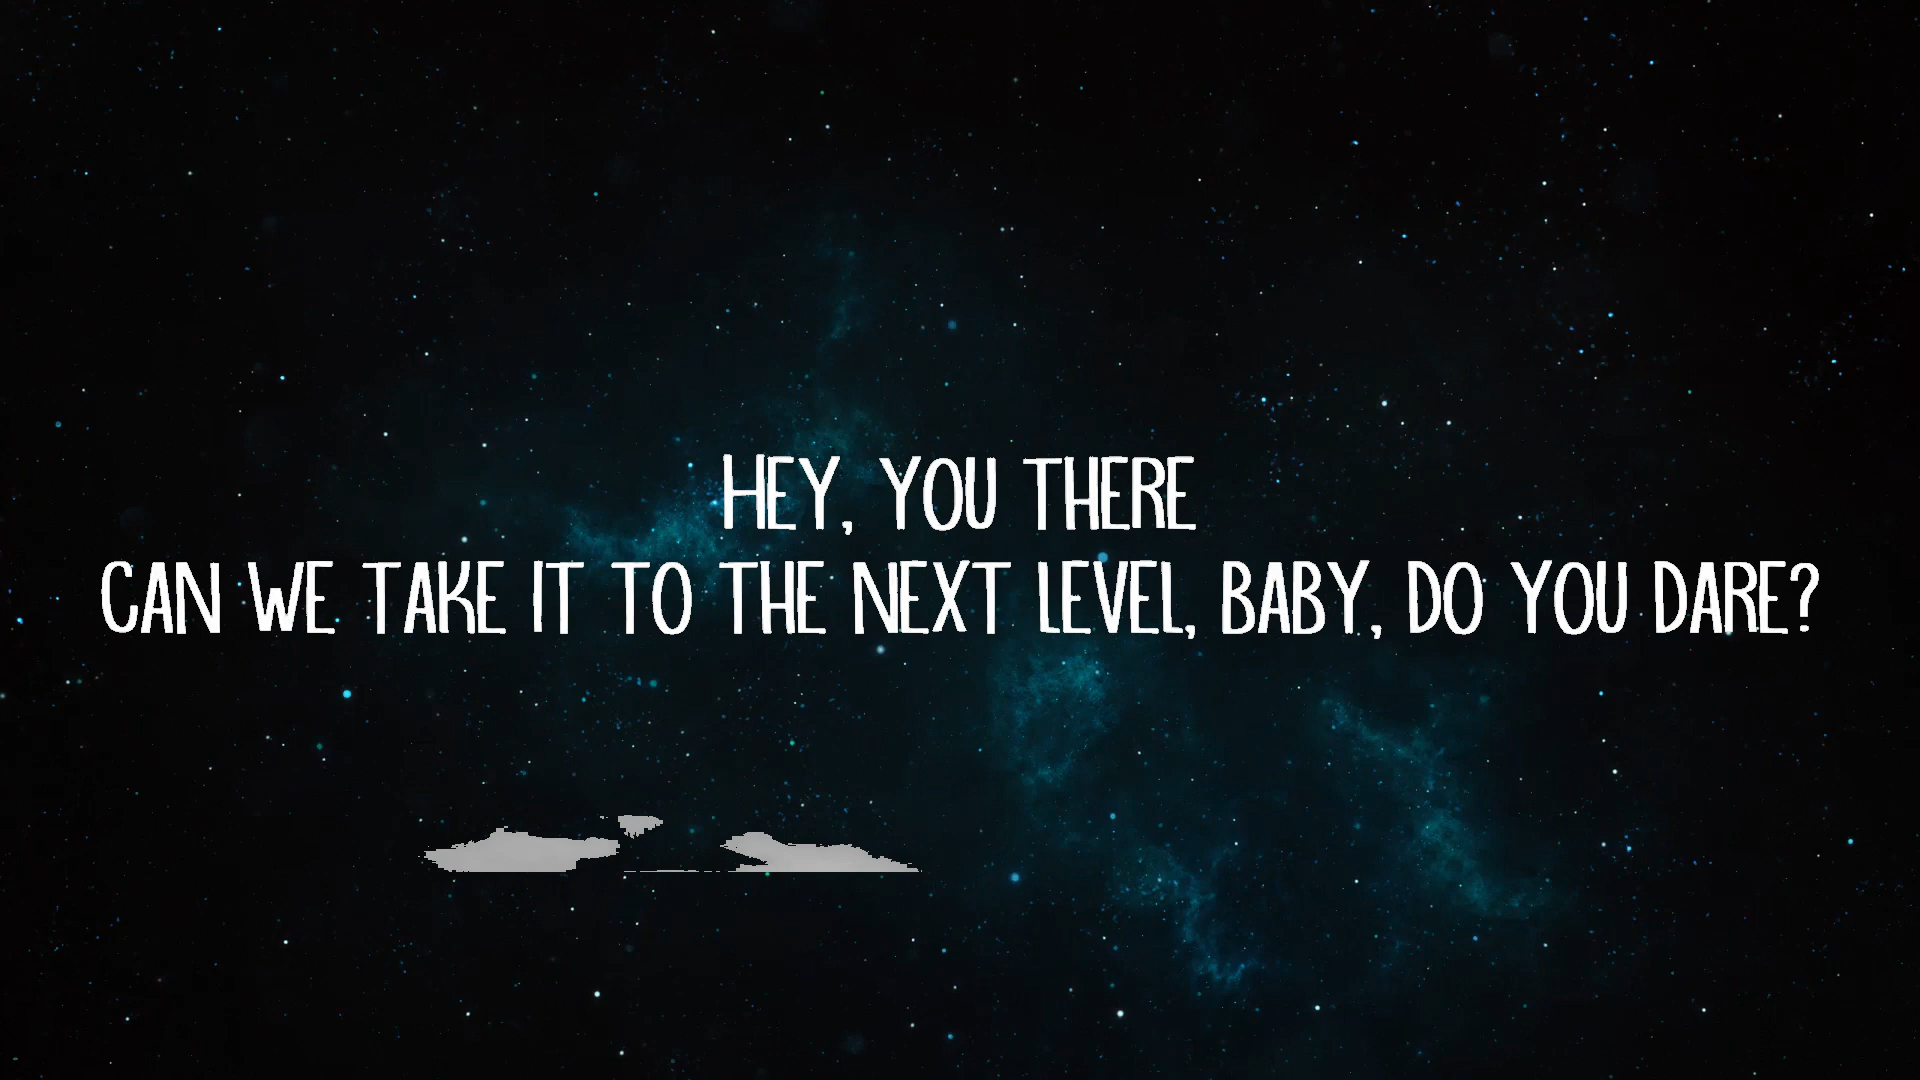 HEY, YOU THERE
CAN WE TAKE IT TO THE NEXT LEVEL, BABY, DO YOU DARE?